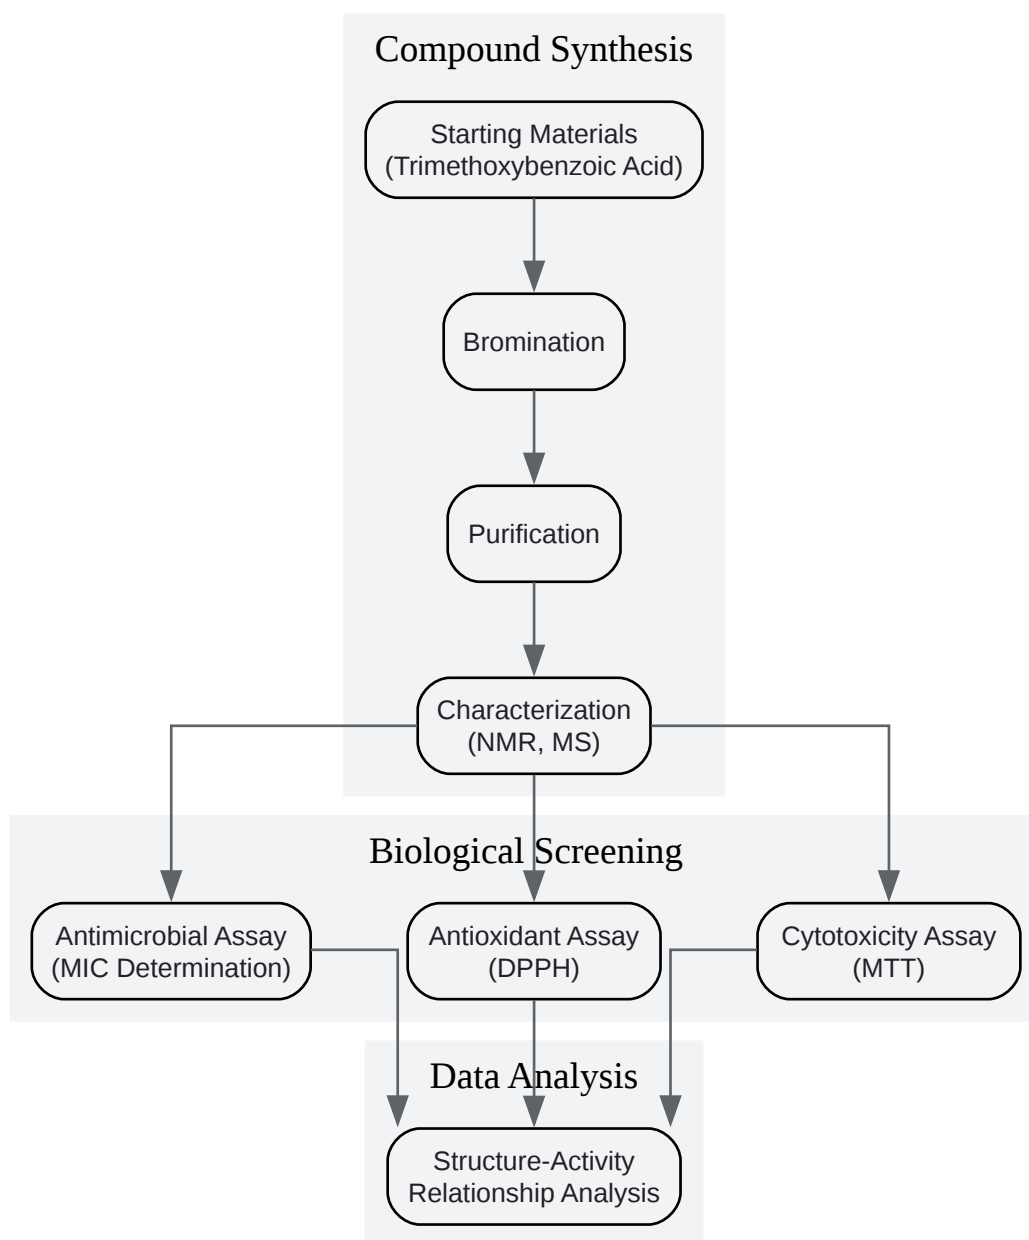 Compound Synthesis
Starting Materials
(Trimethoxybenzoic Acid)
Bromination
Purification
Characterization
(NMR, MS)
Biological Screening
Antimicrobial Assay
(MIC Determination)
Antioxidant Assay
(DPPH)
Cytotoxicity Assay
(MTT)
Data Analysis
Structure-Activity
Relationship Analysis